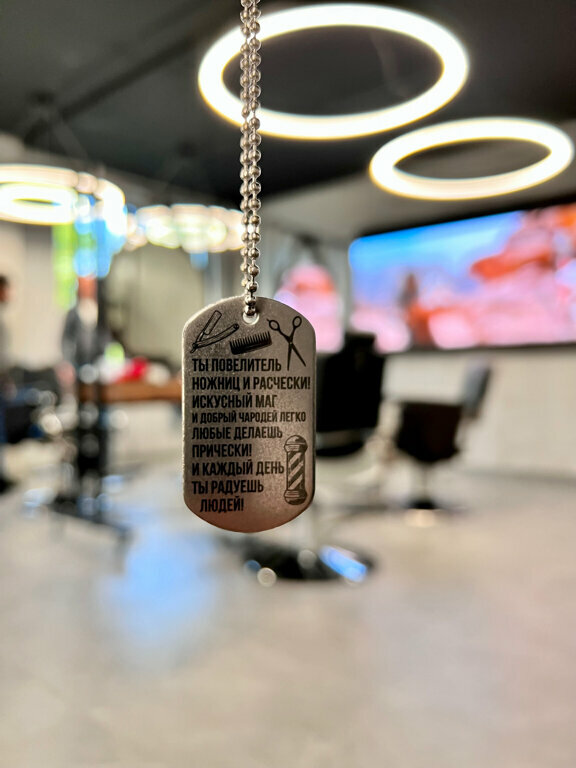 ТЫ ПОВЕЛИТЕЛЬ
НОЖНИЦ И РАСЧЕСКИ!
ИСКУСНЫЙ МАГ
И ДОБРЫЙ ЧАРОДЕЙ ЛЕГКО
ЛЮБЫЕ ДЕЛАЕШЬ
ПРИЧЕСКИ!
И КАЖДЫЙ ДЕНЬ
ТЫ РАДУЕШЬ
ЛЮДЕЙ!